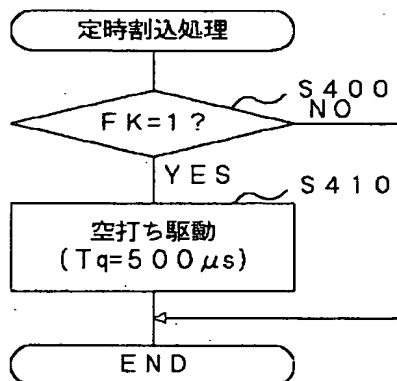 定時割込処理
S400
FK=1?
NO
YES
S410
空打ち駆動
(Tq=500μs)
END